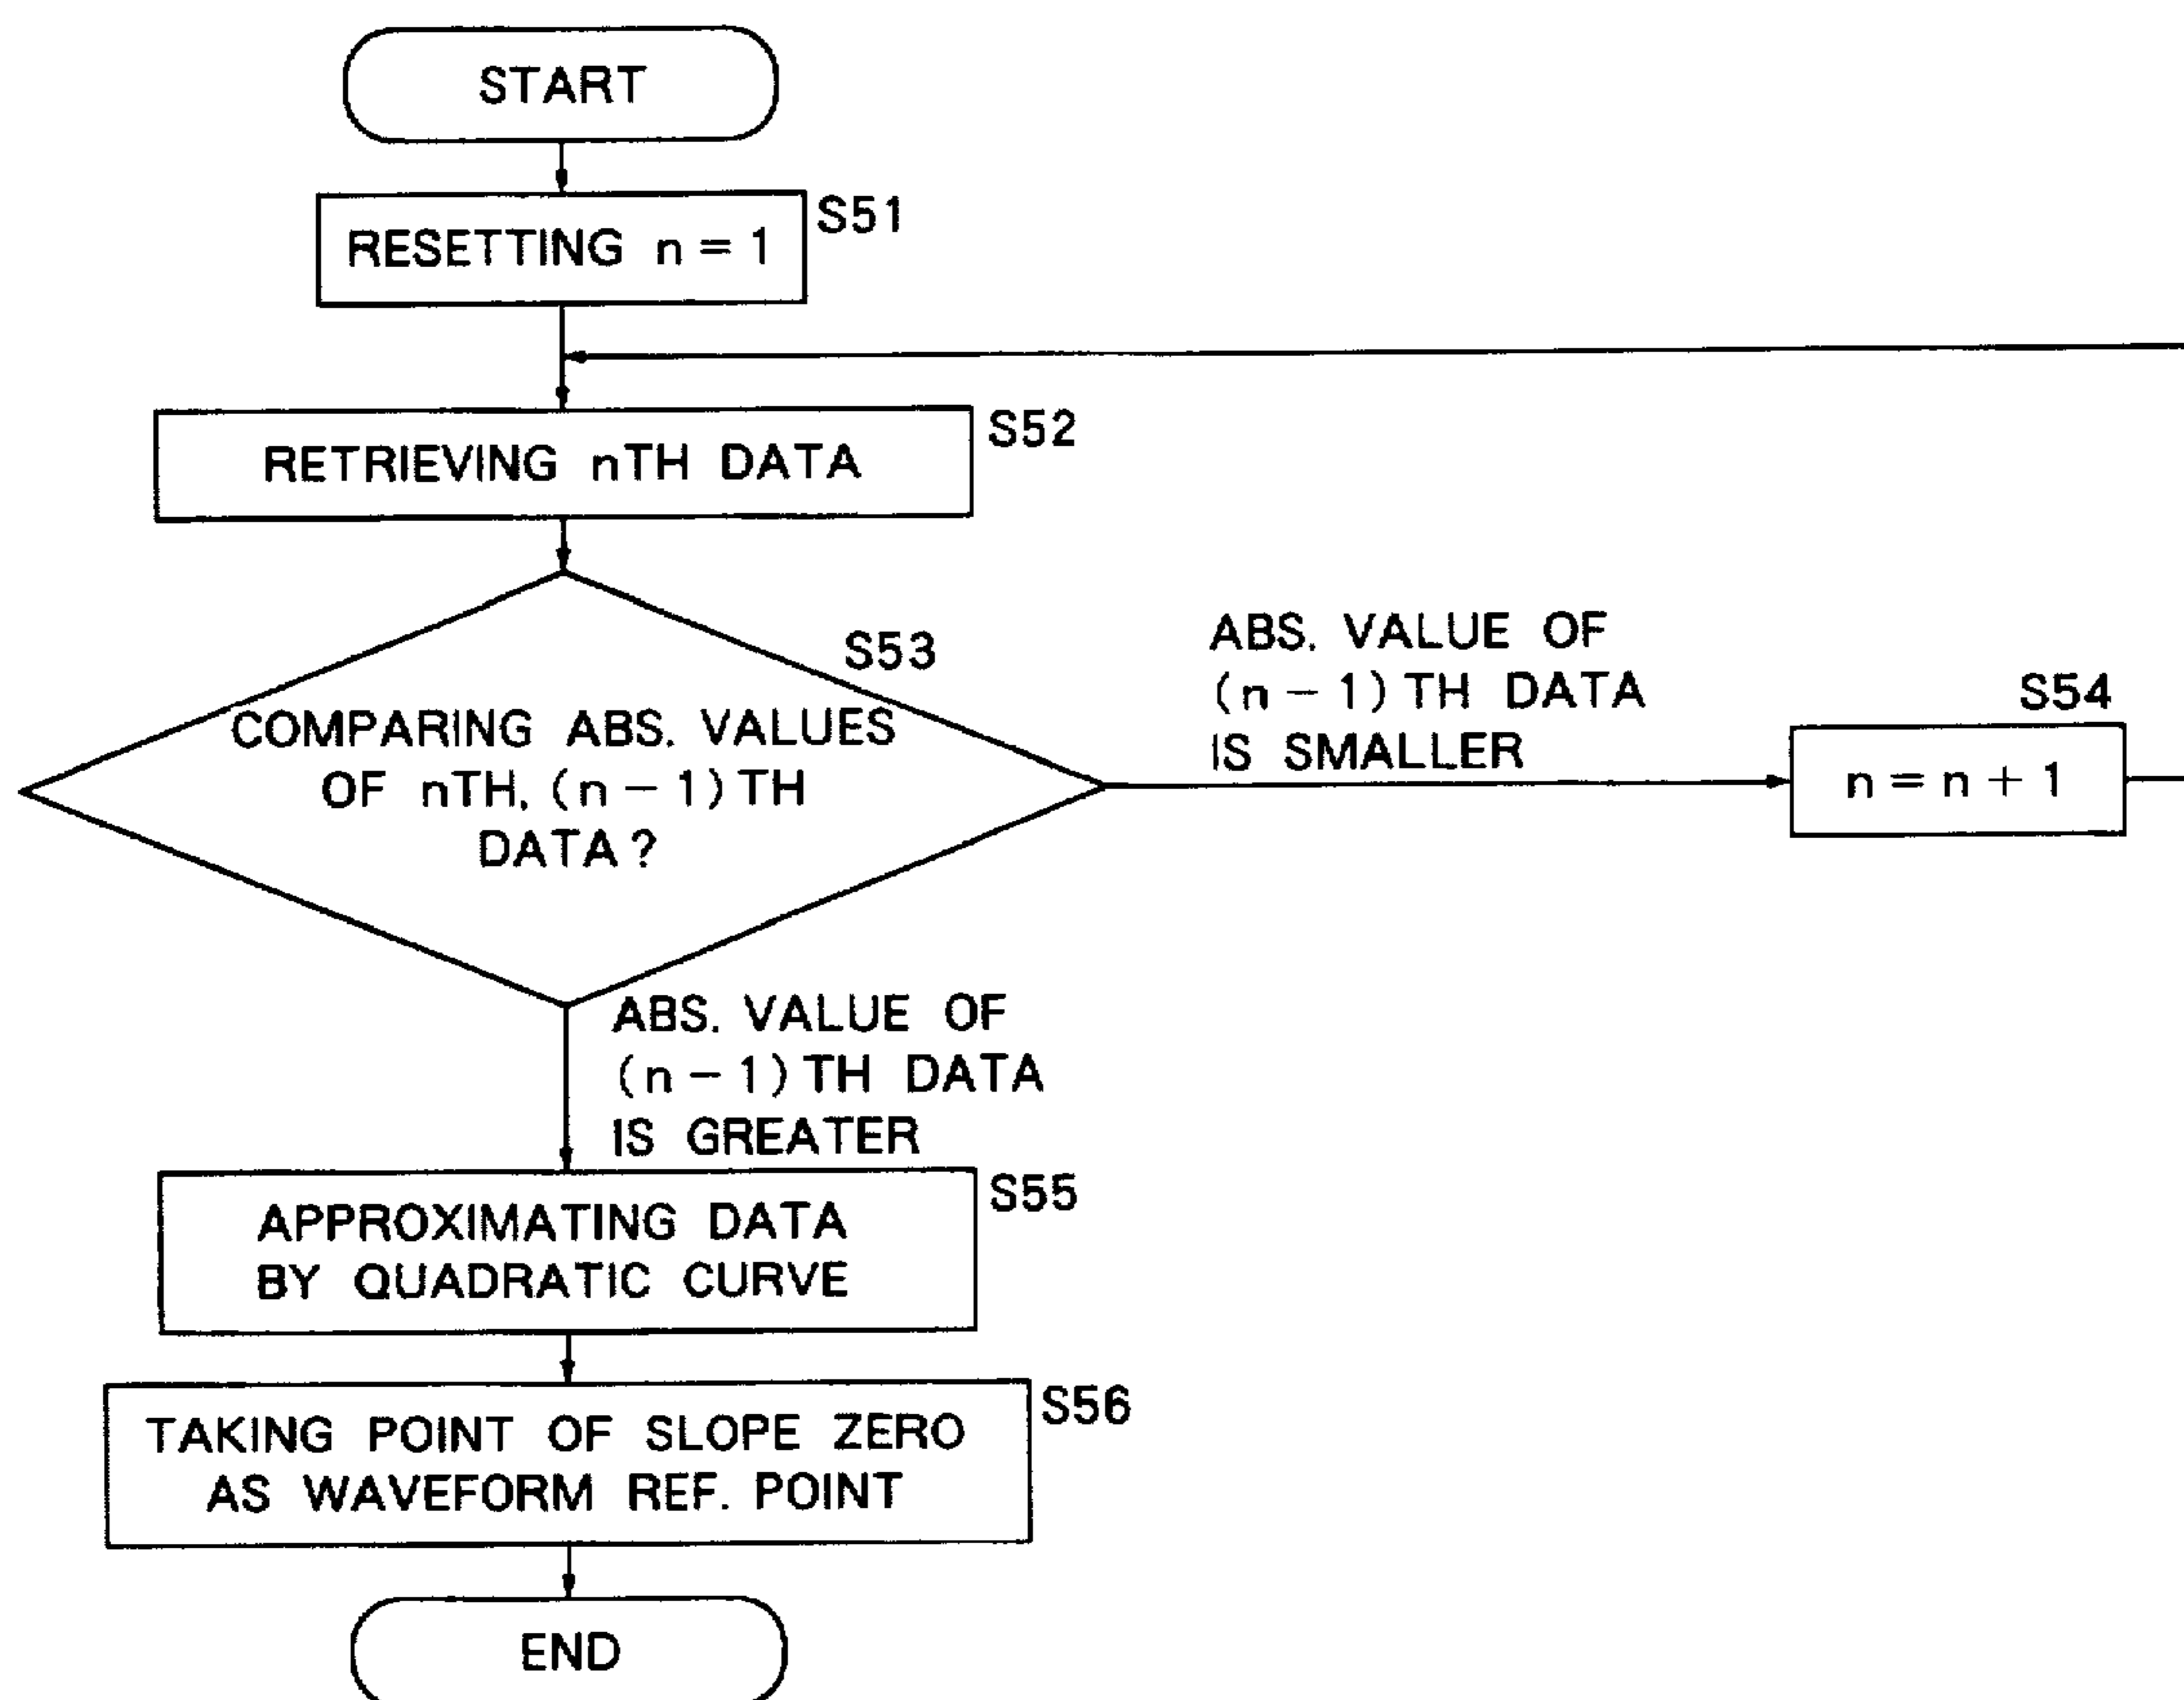 START
S51
RESETTING n = 1
S52
RETRIEVING nTH DATA
S53
COMPARING ABS. VALUES
OF nTH, (n - 1) TH
DATA?
ABS. VALUE OF
(n - 1) TH DATA
IS SMALLER
S54
n = n + 1
ABS. VALUE OF
(n - 1) TH DATA
IS GREATER
S55
APPROXIMATING DATA
BY QUADRATIC CURVE
S56
TAKING POINT OF SLOPE ZERO
AS WAVEFORM REF. POINT
END